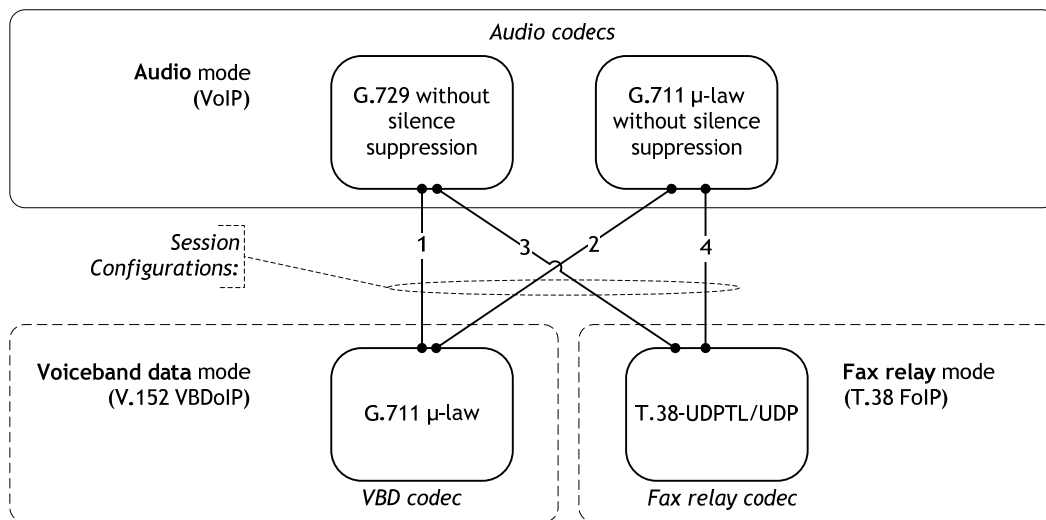 Audio codecs
Audio mode
(VoIP)
G.729 without
silence
suppression
G.711 μ-law
without silence
suppression
1
3
2
4
Session
Configurations:
Voiceband data mode
(V.152 VBDoIP)
G.711 μ-law
VBD codec
T.38-UDPTL/UDP
Fax relay codec
Fax relay mode
(T.38 FoIP)